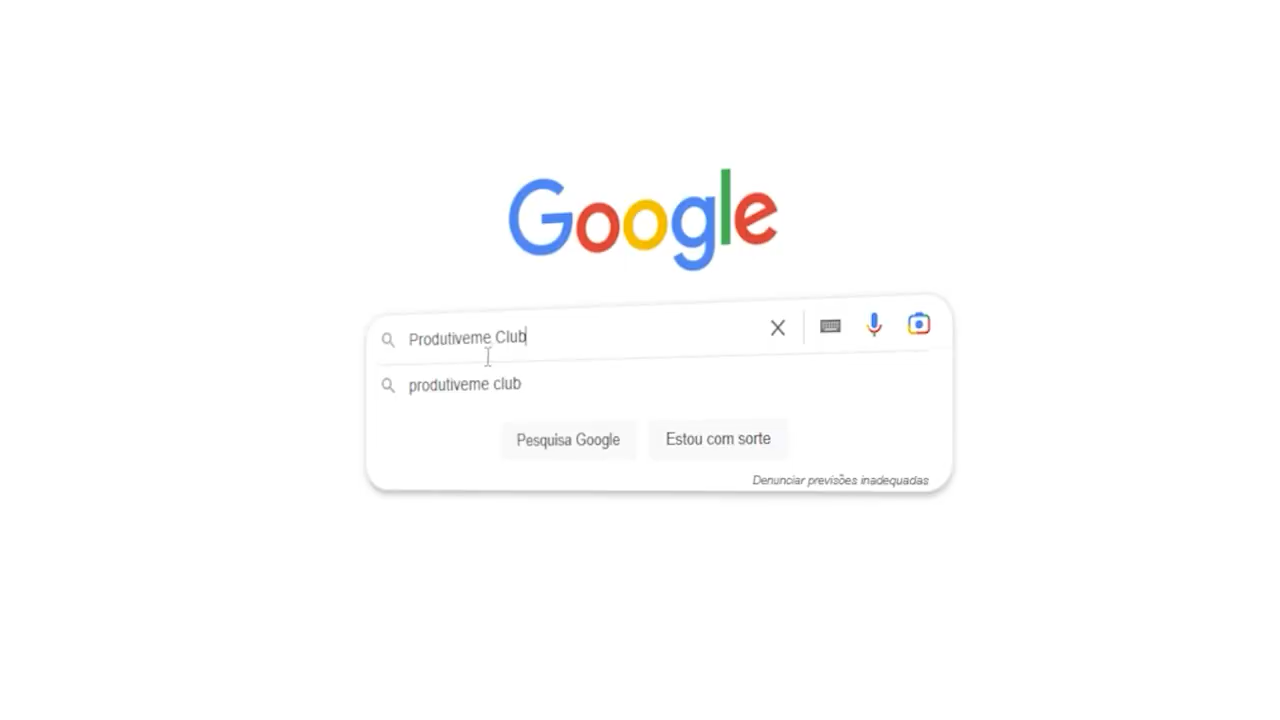 Google
Produtiveme Club
produtiveme club
Pesquisa Google
Estou com sorte
Denunciar previsões inadequadas